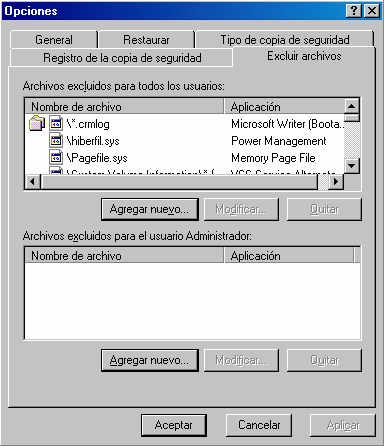 Opciones
General Restaurar Tipo de copia de seguridad
Registro de la copia de seguridad Excluir archivos
Archivos excluidos para todos los usuarios:
Nombre de archivo Aplicación
\*.crmlog Microsoft Writer (Boota...
\hiberfil.sys Power Management
\Pagefile.sys Memory Page File
\System Volume Information\*.{ VSS Service Alternate
Agregar nuevo... Modificar... Quitar
Archivos excluidos para el usuario Administrador:
Nombre de archivo Aplicación
Agregar nuevo... Modificar... Quitar
Aceptar Cancelar Aplicar